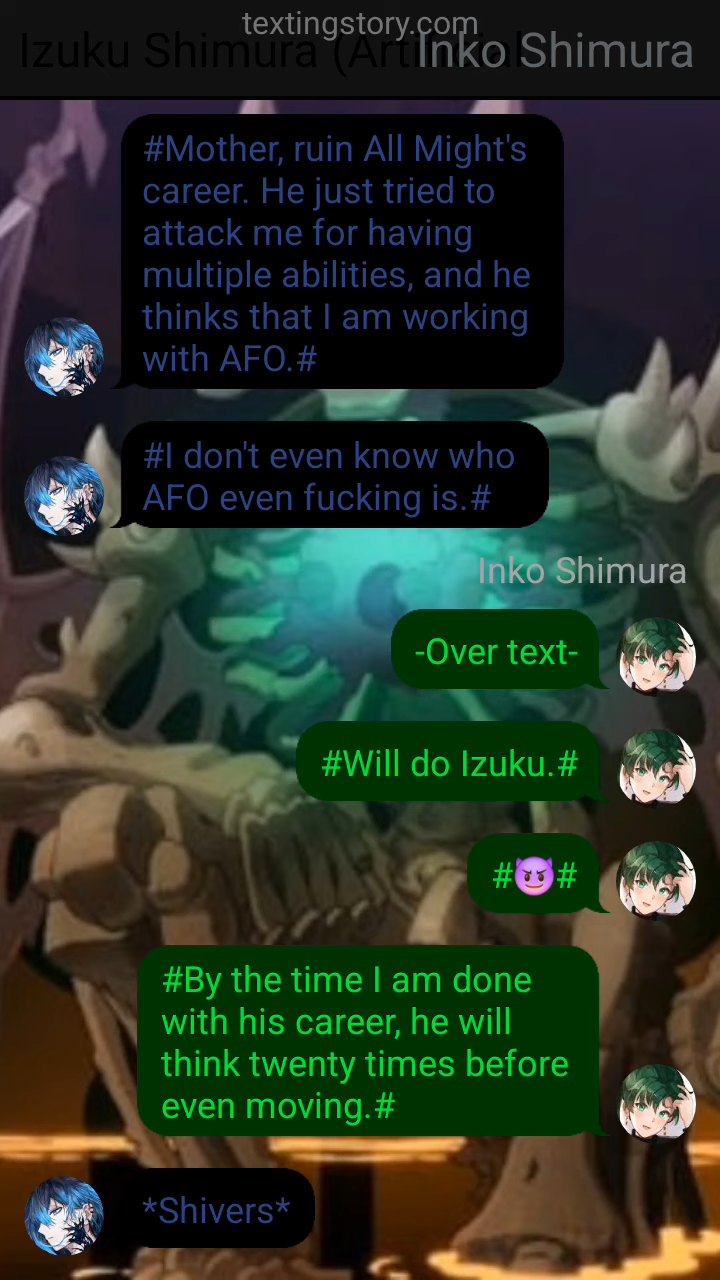 textingstory.com
Izuku Shimura (Artificial
Inko Shimura
#Mother, ruin All Might's
career. He just tried to
attack me for having
multiple abilities, and he
thinks that I am working
with AFO.#
#I don't even know who
AFO even fucking is.#
Inko Shimura
-Over text-
#Will do Izuku.#
#😈#
#By the time I am done
with his career, he will
think twenty times before
even moving.#
*Shivers*